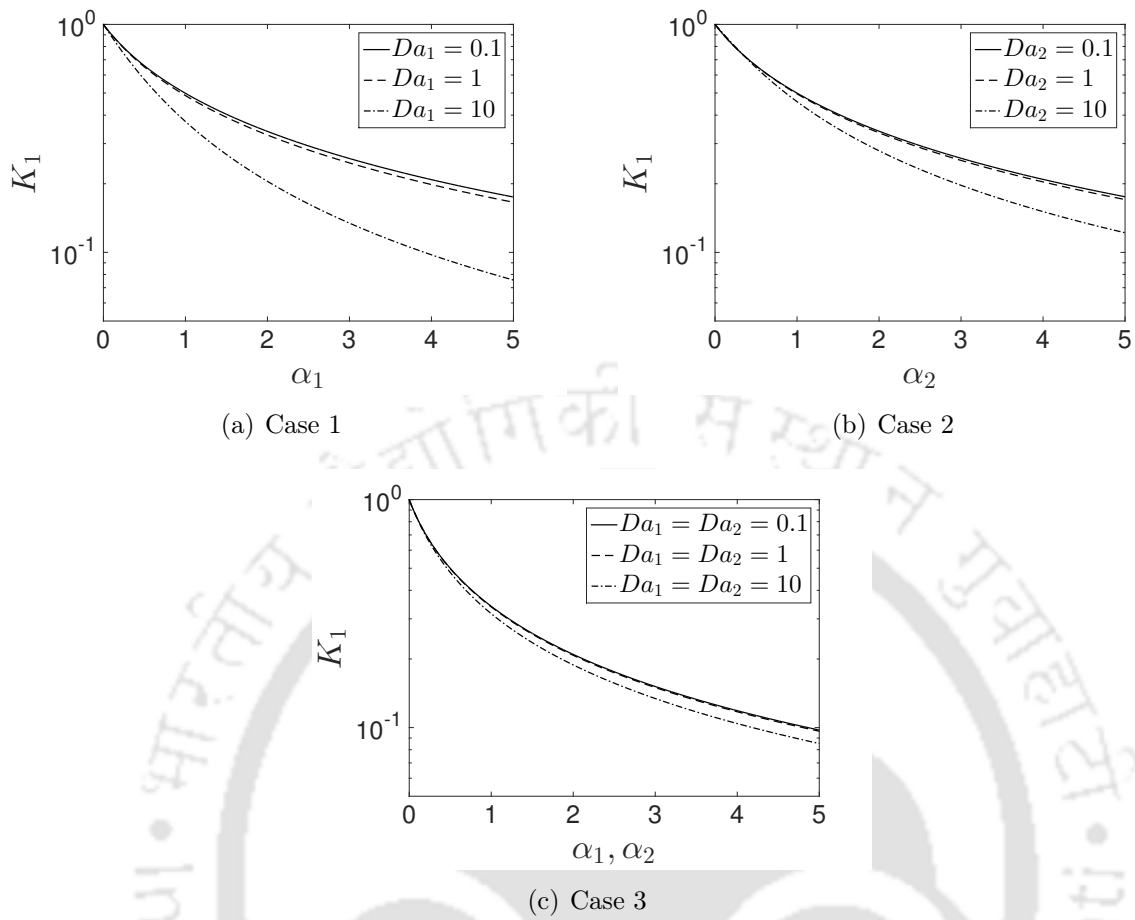 10^0
10^{-1}
K_1
0 1 2 3 4 5
α_1
Da_1 = 0.1
Da_1 = 1
Da_1 = 10
(a) Case 1
10^0
10^{-1}
K_1
0 1 2 3 4 5
α_2
Da_2 = 0.1
Da_2 = 1
Da_2 = 10
(b) Case 2
10^0
10^{-1}
K_1
0 1 2 3 4 5
α_1, α_2
Da_1 = Da_2 = 0.1
Da_1 = Da_2 = 1
Da_1 = Da_2 = 10
(c) Case 3